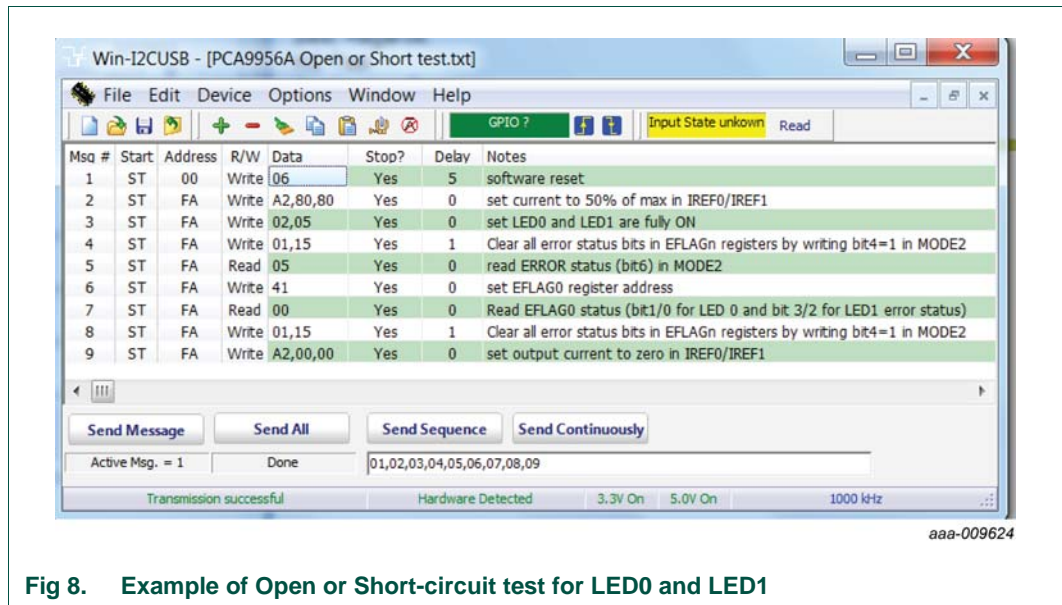 Win-I2CUSB - [PCA9956A Open or Short test.txt]
File Edit Device Options Window Help
GPIO ? Input State unkown Read
Msg # Start Address R/W Data Stop? Delay Notes
1 ST 00 Write 06 Yes 5 software reset
2 ST FA Write A2,80,80 Yes 0 set current to 50% of max in IREF0/IREF1
3 ST FA Write 02,05 Yes 0 set LED0 and LED1 are fully ON
4 ST FA Write 01,15 Yes 1 Clear all error status bits in EFLAGn registers by writing bit4=1 in MODE2
5 ST FA Read 05 Yes 0 read ERROR status (bit6) in MODE2
6 ST FA Write 41 Yes 0 set EFLAG0 register address
7 ST FA Read 00 Yes 0 Read EFLAG0 status (bit1/0 for LED 0 and bit 3/2 for LED1 error status)
8 ST FA Write 01,15 Yes 1 Clear all error status bits in EFLAGn registers by writing bit4=1 in MODE2
9 ST FA Write A2,00,00 Yes 0 set output current to zero in IREF0/IREF1
Send Message Send All Send Sequence Send Continuously
Active Msg. = 1 Done 01,02,03,04,05,06,07,08,09
Transmission successful Hardware Detected 3.3V On 5.0V On 1000 kHz
aaa-009624
Fig 8. Example of Open or Short-circuit test for LED0 and LED1